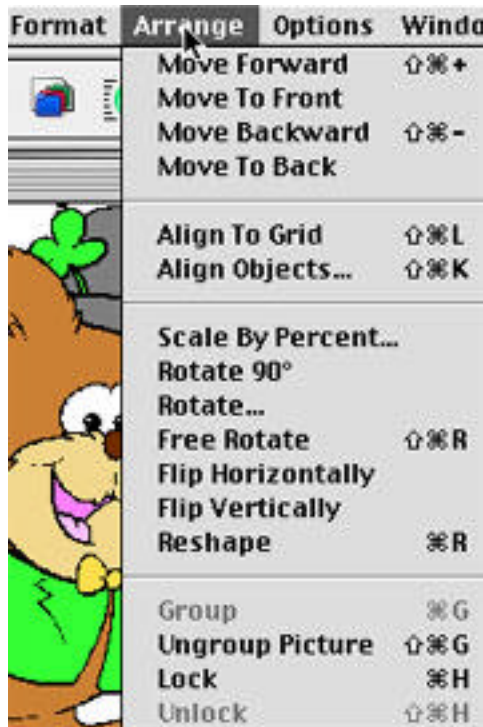 Format Arrange Options Windo
Move Forward ⇧⌘+
Move To Front
Move Backward ⇧⌘-
Move To Back
Align To Grid ⇧⌘L
Align Objects... ⇧⌘K
Scale By Percent...
Rotate 90°
Rotate...
Free Rotate ⇧⌘R
Flip Horizontally
Flip Vertically
Reshape ⌘R
Group ⌘G
Ungroup Picture ⇧⌘G
Lock ⌘H
Unlock ⇧⌘H